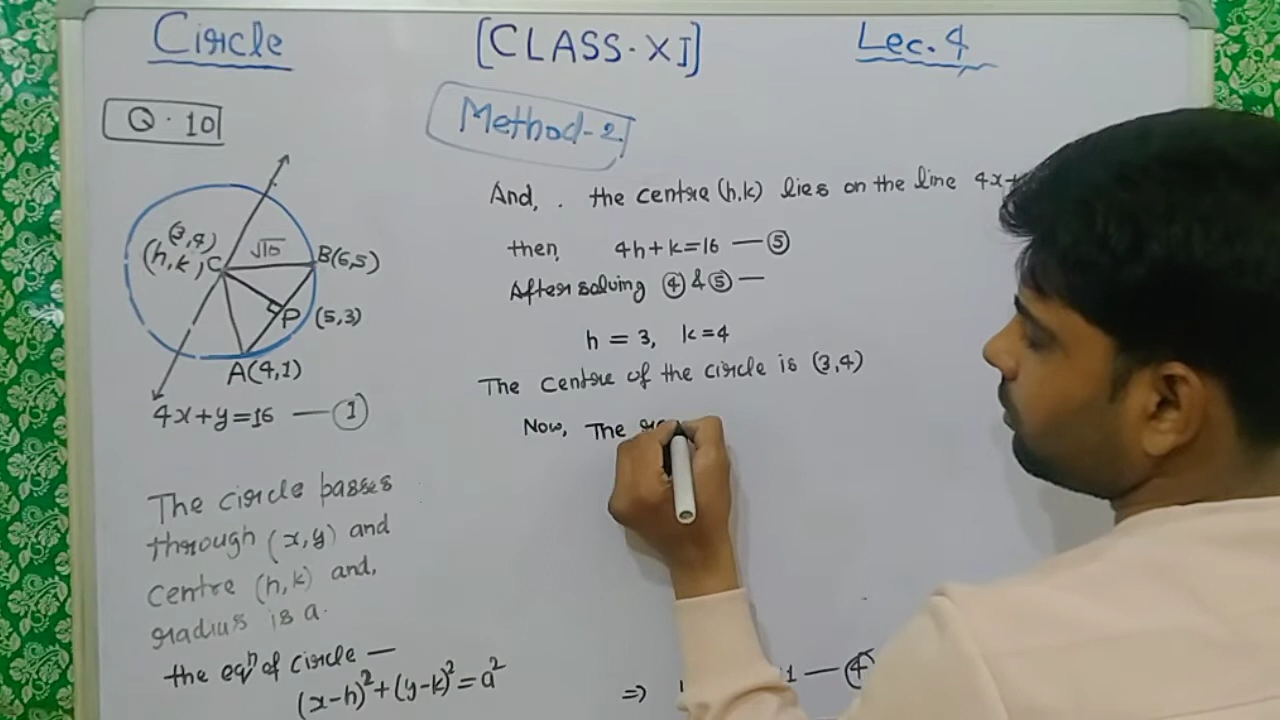 Circle [CLASS-XI] Lec. 4
Q. 10
Method-2
(3,4)
(h, k) C
√10
B(6,5)
P (5,3)
A(4,1)
4x+y=16 — ①
The circle passes
through (x,y) and
centre (h,k) and,
radius is a.
the eqⁿ of circle —
(x-h)²+(y-k)²=a²
And, . the centre (h,k) lies on the line
then, 4h+k=16 — ⑤
After solving ④ & ⑤ —
h = 3, k=4
The centre of the circle is (3,4)
Now, The
⇒ 1 — ④